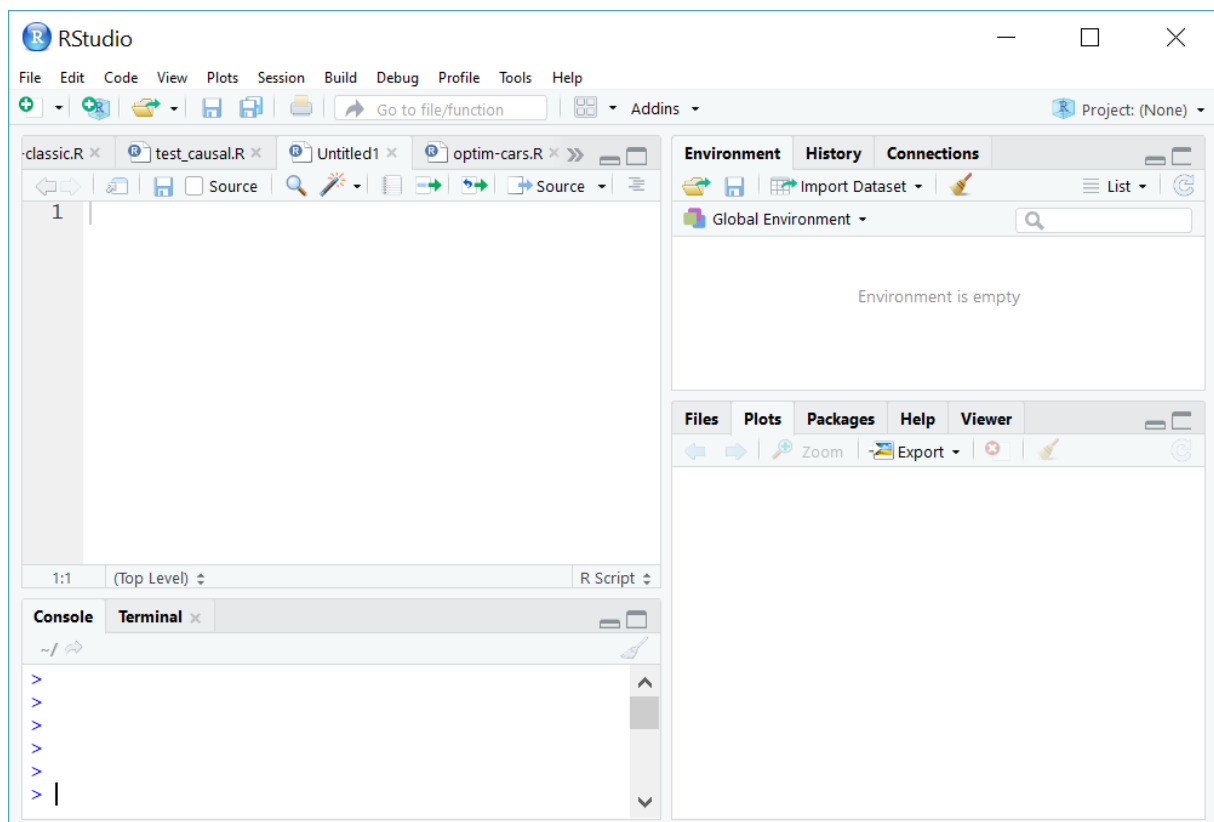 RStudio
File Edit Code View Plots Session Build Debug Profile Tools Help
Go to file/function Addins Project: (None)
-classic.R test_causal.R Untitled1 optim-cars.R
Source Source
1
1:1 (Top Level) R Script
Console Terminal
~/
>
>
>
>
>
>
Environment History Connections
Import Dataset List
Global Environment
Environment is empty
Files Plots Packages Help Viewer
Zoom Export